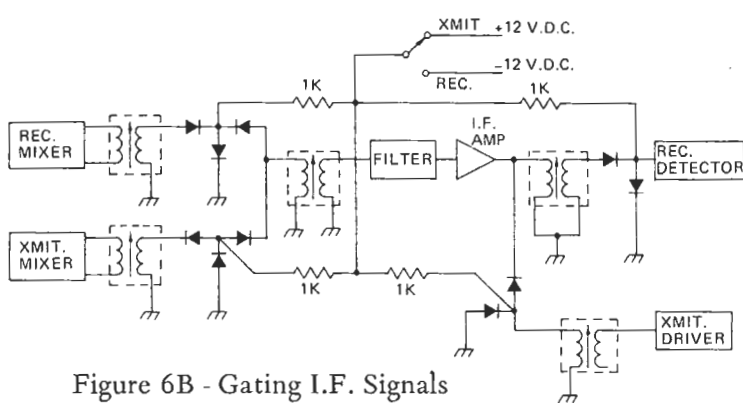 XMIT
+12 V.D.C.
-12 V.D.C.
REC.
1K
1K
I.F.
AMP
REC.
MIXER
FILTER
REC.
DETECTOR
XMIT.
MIXER
1K
1K
XMIT.
DRIVER
Figure 6B - Gating I.F. Signals